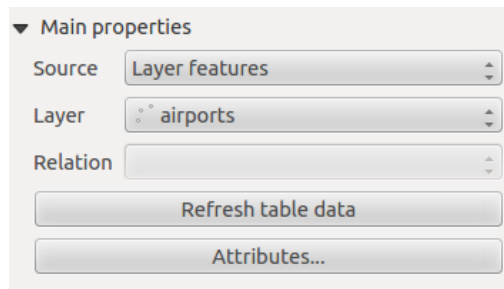 Main properties
Source Layer features
Layer airports
Relation
Refresh table data
Attributes...